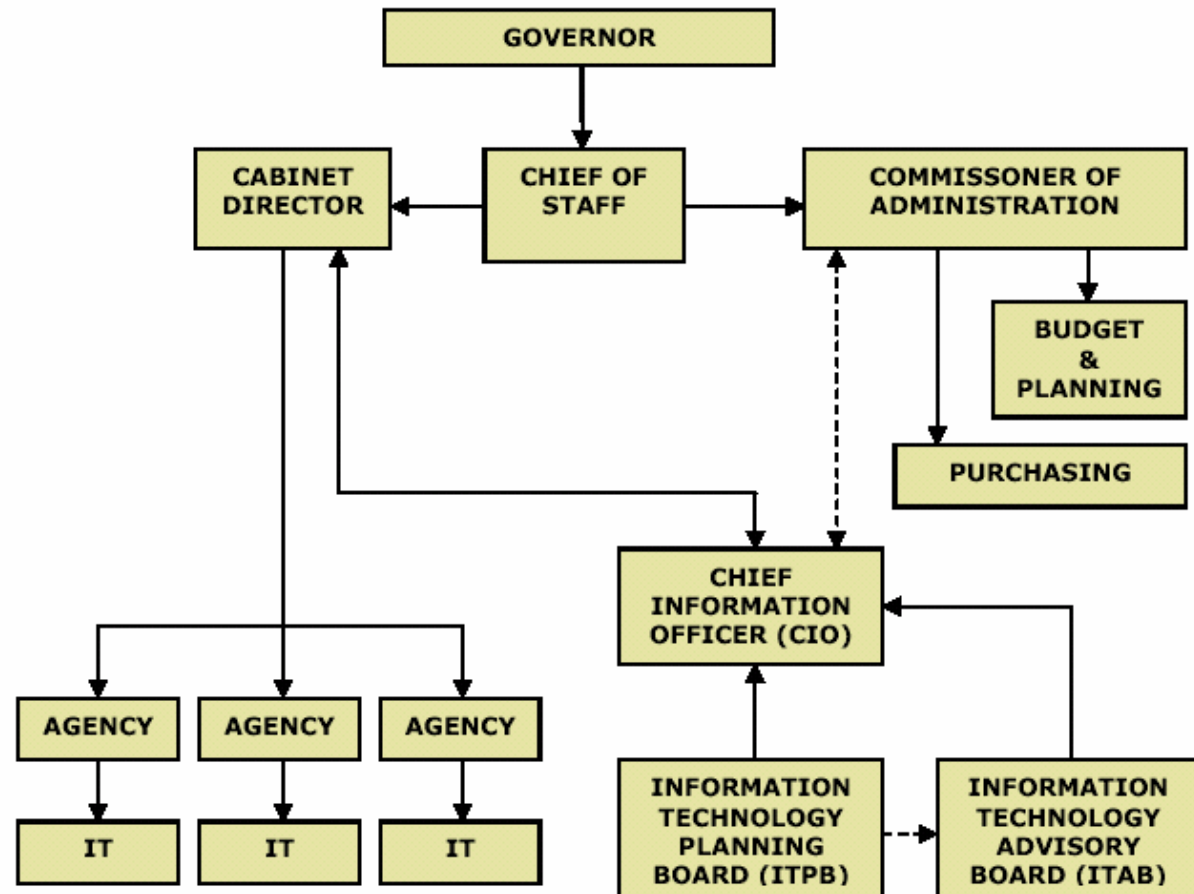 GOVERNOR
CABINET
DIRECTOR
CHIEF OF
STAFF
COMMISSONER OF
ADMINISTRATION
BUDGET
&
PLANNING
PURCHASING
CHIEF
INFORMATION
OFFICER (CIO)
AGENCY
AGENCY
AGENCY
IT
IT
IT
INFORMATION
TECHNOLOGY
PLANNING
BOARD (ITPB)
INFORMATION
TECHNOLOGY
ADVISORY
BOARD (ITAB)